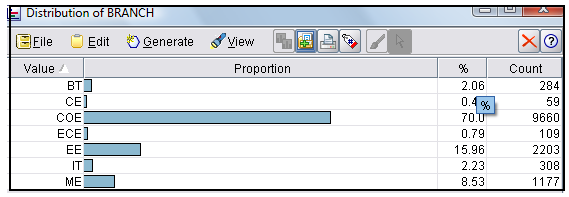 Distribution of BRANCH
File Edit Generate View
Value Proportion % Count
BT 2.06 284
CE 0.4 59
COE 70.0 9660
ECE 0.79 109
EE 15.96 2203
IT 2.23 308
ME 8.53 1177
%